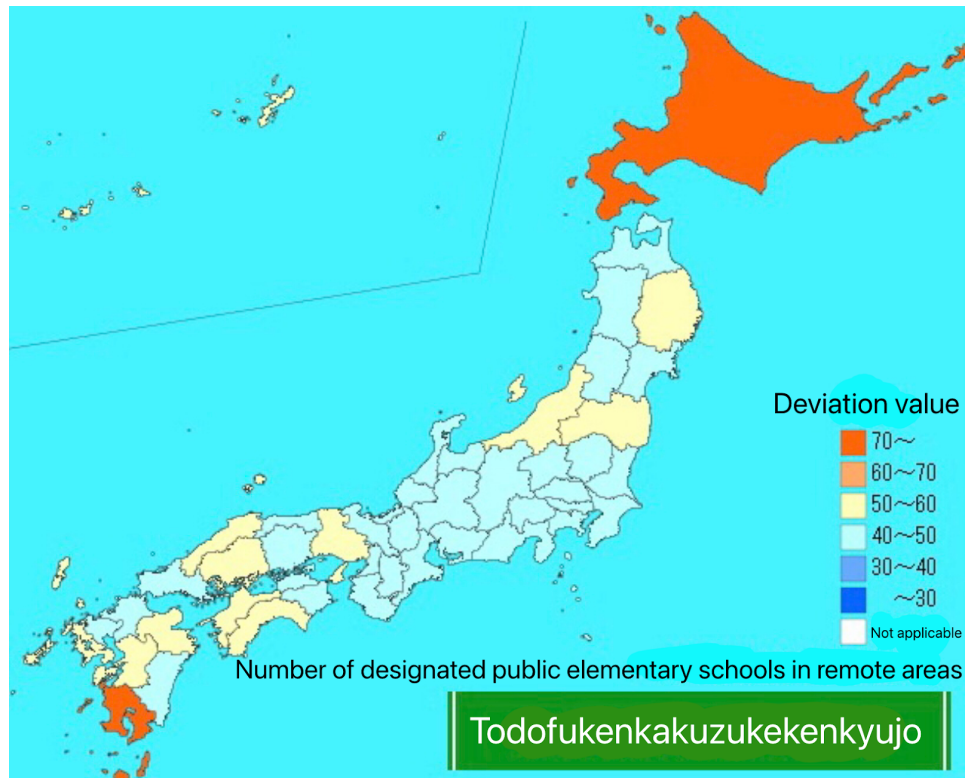 Deviation value
70～
60～70
50～60
40～50
30～40
～30
Not applicable
Number of designated public elementary schools in remote areas
Todofukenkakuzukekenkyujo